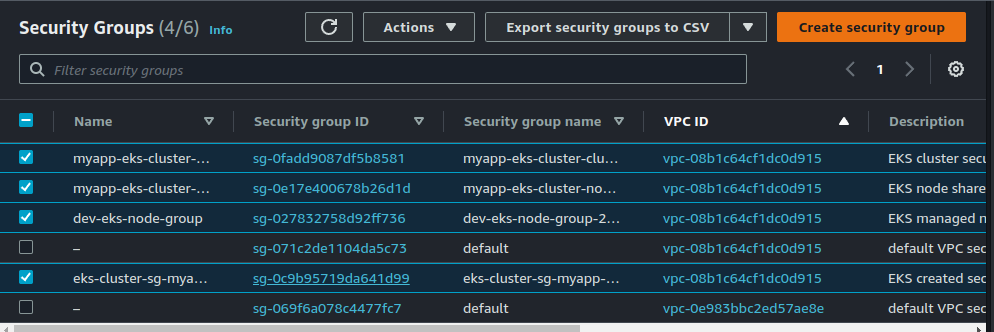 Security Groups (4/6) Info Actions Export security groups to CSV Create security group
Filter security groups 1
Name Security group ID Security group name VPC ID Description
myapp-eks-cluster-... sg-0fadd9087df5b8581 myapp-eks-cluster-clu... vpc-08b1c64cf1dc0d915 EKS cluster secu
myapp-eks-cluster-... sg-0e17e400678b26d1d myapp-eks-cluster-no... vpc-08b1c64cf1dc0d915 EKS node share
dev-eks-node-group sg-027832758d92ff736 dev-eks-node-group-2... vpc-08b1c64cf1dc0d915 EKS managed n
– sg-071c2de1104da5c73 default vpc-08b1c64cf1dc0d915 default VPC sec
eks-cluster-sg-mya... sg-0c9b95719da641d99 eks-cluster-sg-myapp-... vpc-08b1c64cf1dc0d915 EKS created sec
– sg-069f6a078c4477fc7 default vpc-0e983bbc2ed57ae8e default VPC sec